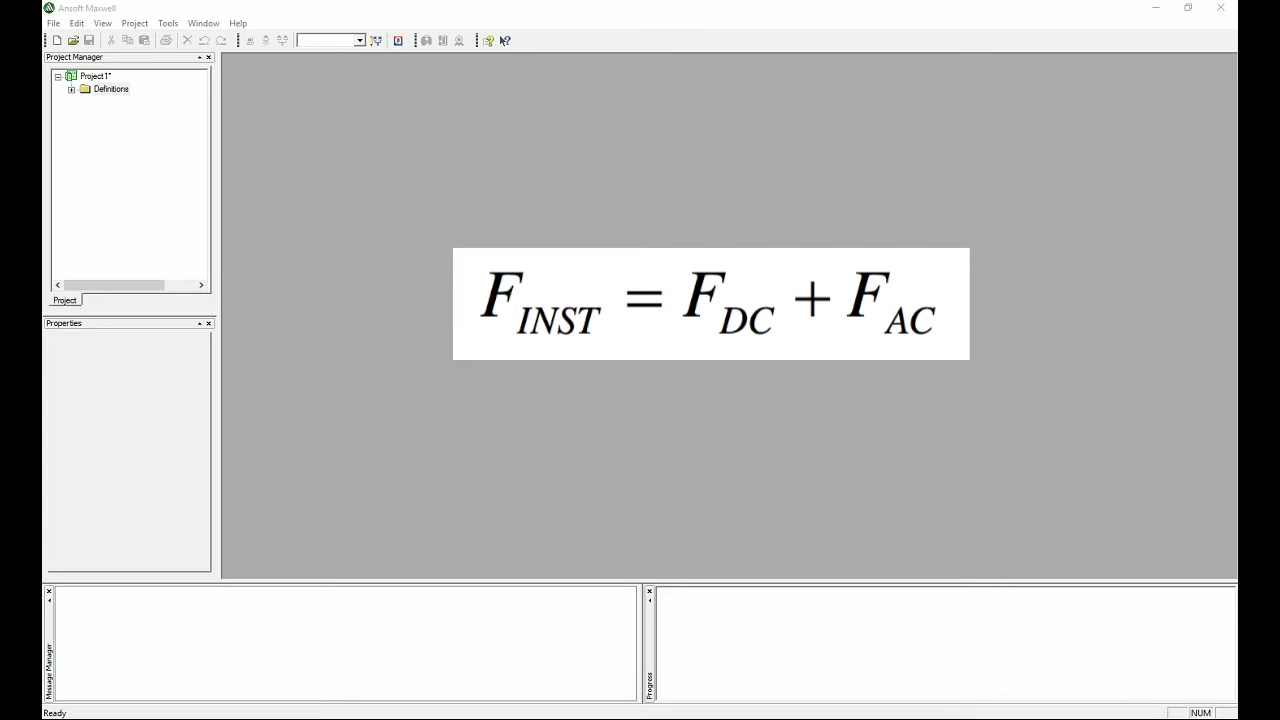 Ansoft Maxwell
File Edit View Project Tools Window Help
Project Manager
Project1*
Definitions
Project
Properties
F_INST = F_DC + F_AC
Message Manager
Progress
Ready
NUM